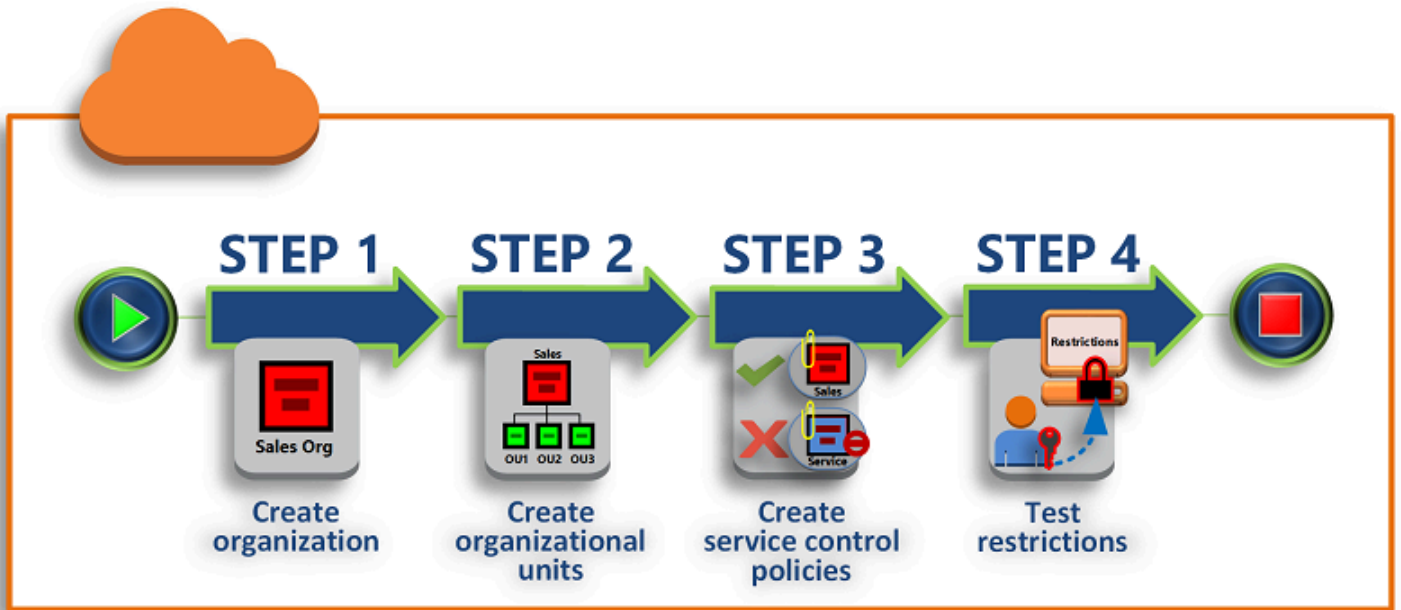 STEP 1
STEP 2
STEP 3
STEP 4
Sales Org
Sales
OU1 OU2 OU3
Sales
Service
Restrictions
Create
organization
Create
organizational
units
Create
service control
policies
Test
restrictions